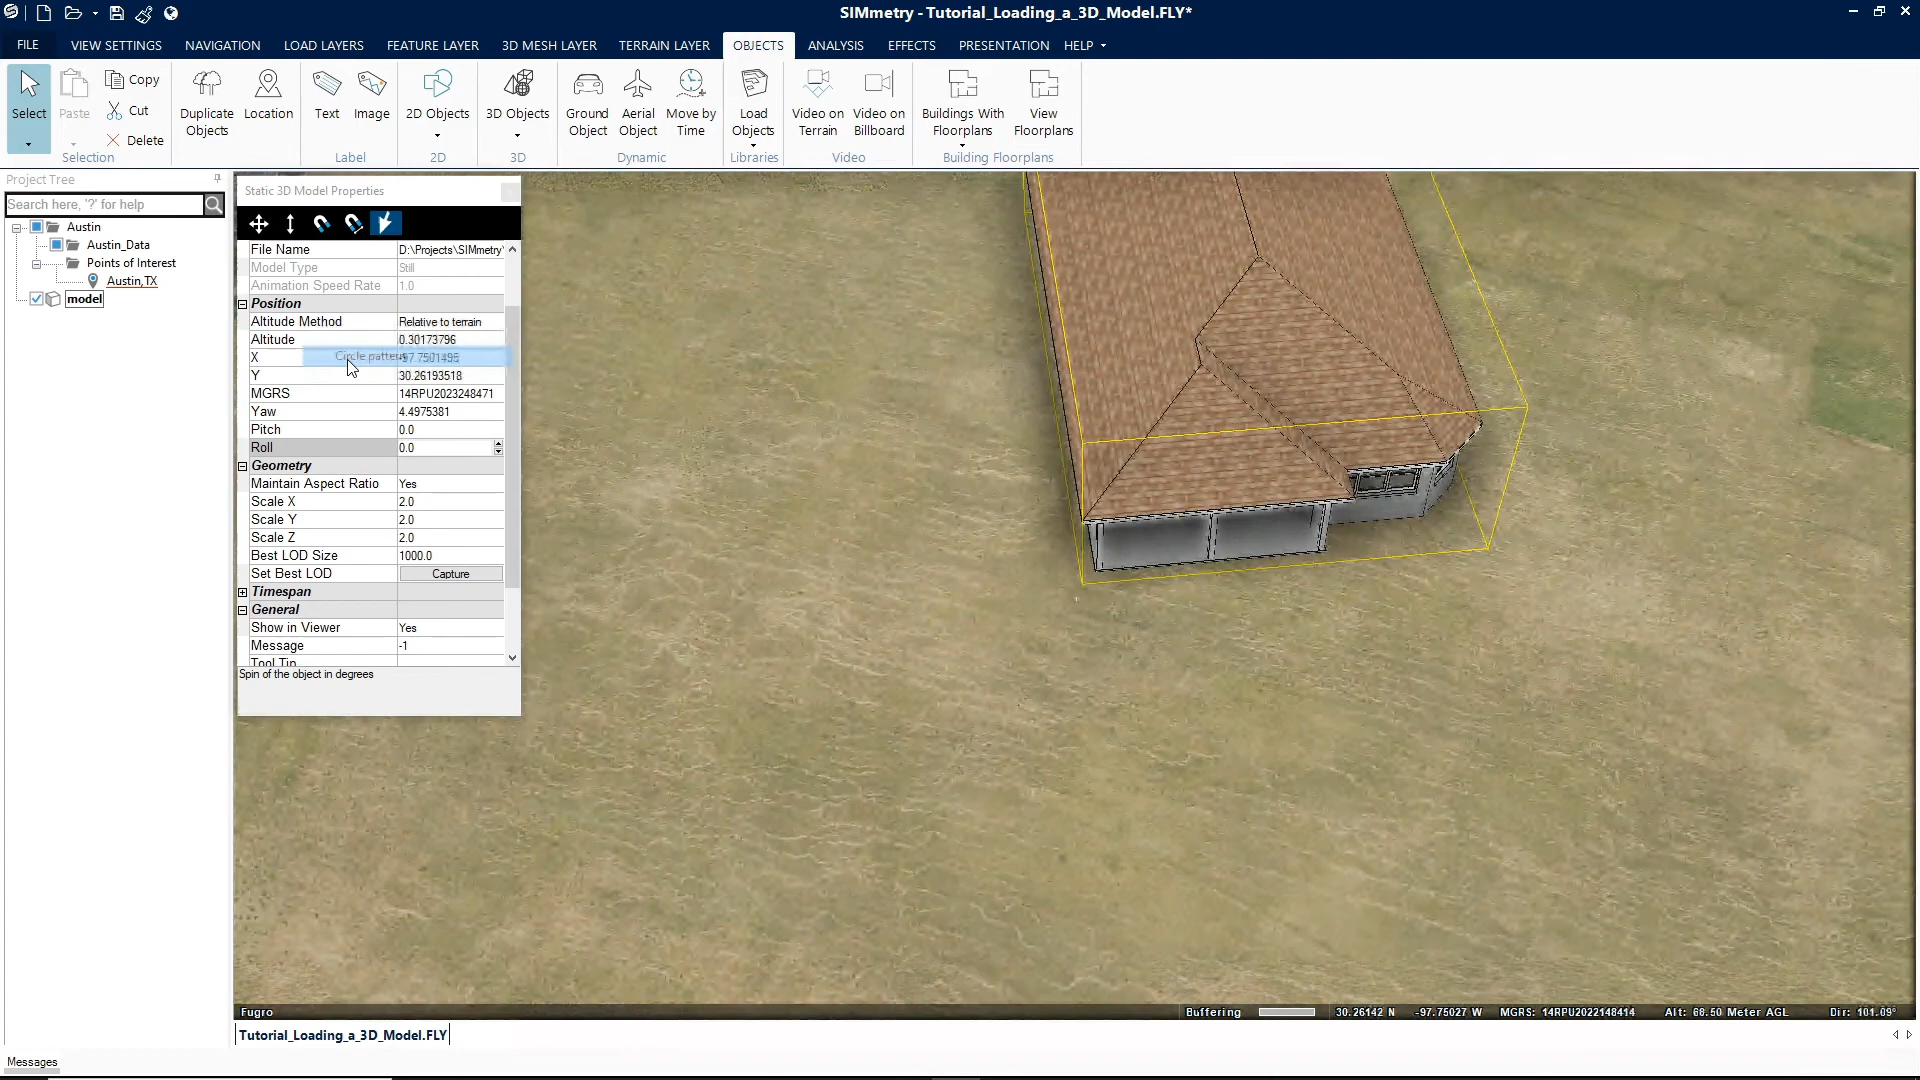 SIMmetry - Tutorial_Loading_a_3D_Model.FLY*
FILE VIEW SETTINGS NAVIGATION LOAD LAYERS FEATURE LAYER 3D MESH LAYER TERRAIN LAYER OBJECTS ANALYSIS EFFECTS PRESENTATION HELP
Select Paste Copy Cut Delete
Duplicate Objects Location Text Image 2D Objects 3D Objects Ground Object Aerial Object Move by Time Load Objects Video on Terrain Video on Billboard Buildings With Floorplans View Floorplans
Selection Label 2D 3D Dynamic Libraries Video Building Floorplans
Project Tree
Search here, '?' for help
Austin
Austin_Data
Points of Interest
Austin,TX
model
Static 3D Model Properties
File Name D:\Projects\SIMmetry\
Model Type Still
Animation Speed Rate 1.0
Position
Altitude Method Relative to terrain
Altitude 0.30173796
Circle pattern
X -97.7501495
Y 30.26193518
MGRS 14RPU2023248471
Yaw 4.4975381
Pitch 0.0
Roll 0.0
Geometry
Maintain Aspect Ratio Yes
Scale X 2.0
Scale Y 2.0
Scale Z 2.0
Best LOD Size 1000.0
Set Best LOD Capture
Timespan
General
Show in Viewer Yes
Message -1
Tool Tip
Spin of the object in degrees
Fugro Buffering 30.26142 N -97.75027 W MGRS: 14RPU2022148414 Alt: 66.50 Meter AGL Dir: 101.09°
Tutorial_Loading_a_3D_Model.FLY
Messages